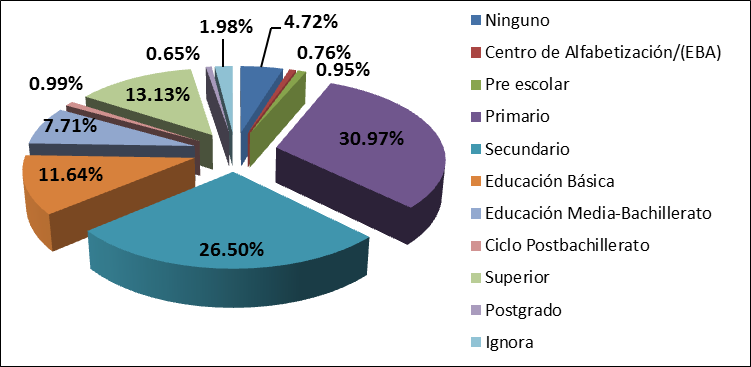 1.98%
4.72%
0.65%
0.76%
0.99%
0.95%
13.13%
7.71%
30.97%
11.64%
26.50%
Ninguno
Centro de Alfabetización/(EBA)
Pre escolar
Primario
Secundario
Educación Básica
Educación Media-Bachillerato
Ciclo Postbachillerato
Superior
Postgrado
Ignora